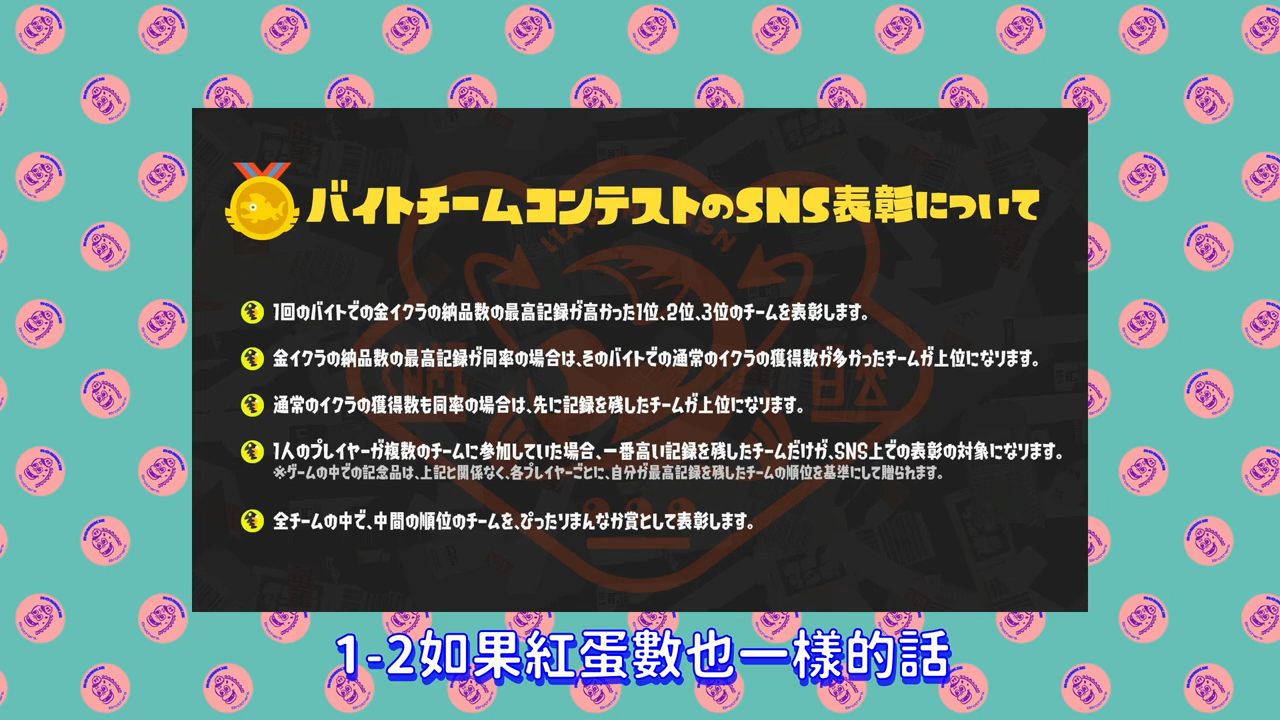 バイトチームコンテストのSNS表彰について
1回のバイトでの金イクラの納品数の最高記録が高かった1位、2位、3位のチームを表彰します。
金イクラの納品数の最高記録が同率の場合は、そのバイトでの通常のイクラの獲得数が多かったチームが上位になります。
通常のイクラの獲得数も同率の場合は、先に記録を残したチームが上位になります。
1人のプレイヤーが複数のチームに参加していた場合、一番高い記録を残したチームだけが、SNS上での表彰の対象になります。
※ゲームの中での記念品は、上記と関係なく、各プレイヤーごとに、自分が最高記録を残したチームの順位を基準にして贈られます。
全チームの中で、中間の順位のチームを、ぴったりまんなか賞として表彰します。
1-2如果紅蛋數也一樣的話